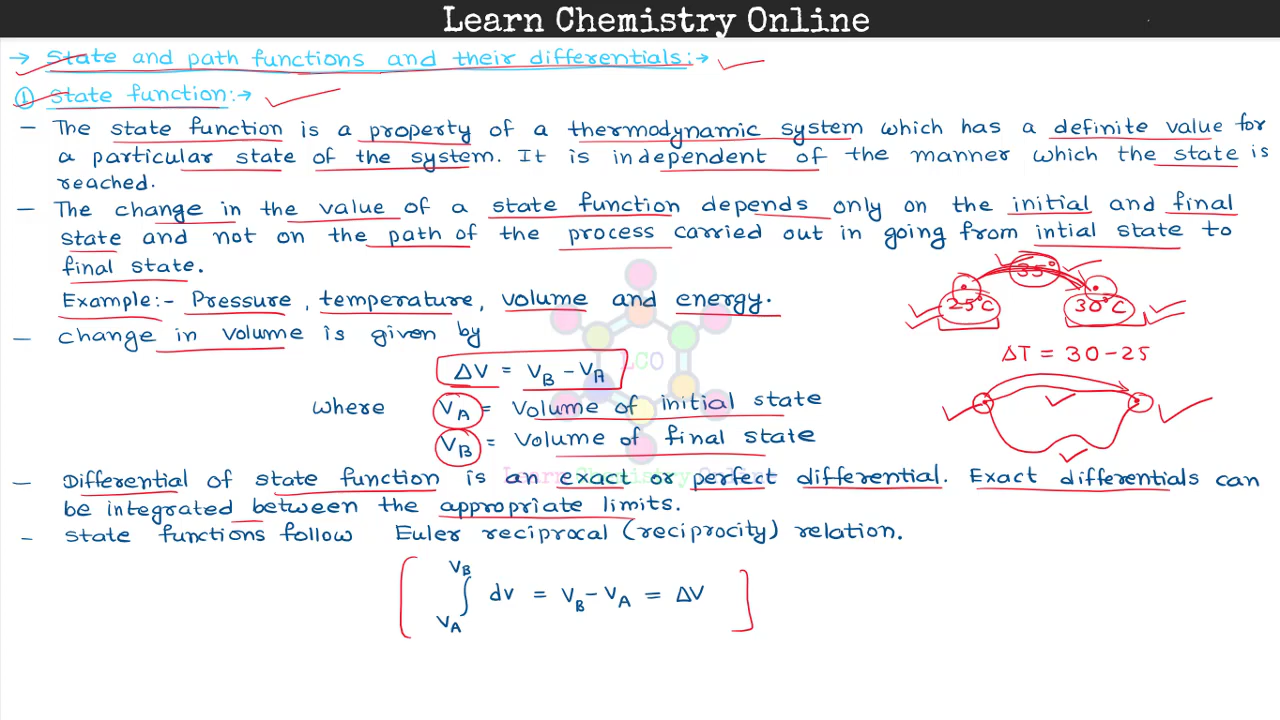 Learn Chemistry Online
→ State and path functions and their differentials:→
① State function:→
– The state function is a property of a thermodynamic system which has a definite value for
a particular state of the system. It is independent of the manner which the state is
reached.
– The change in the value of a state function depends only on the initial and final
state and not on the path of the process carried out in going from intial state to
final state.
35°
Example:- Pressure, temperature, volume and energy.
25°C 30°C
– change in volume is given by
ΔT = 30-25
LCO
ΔV = VB - VA
where VA = Volume of initial state
VB = Volume of final state
Learn Chemistry Online
– Differential of state function is an exact or perfect differential. Exact differentials can
be integrated between the appropriate limits.
– State functions follow Euler reciprocal (reciprocity) relation.
VB
∫ dv = VB - VA = ΔV
VA